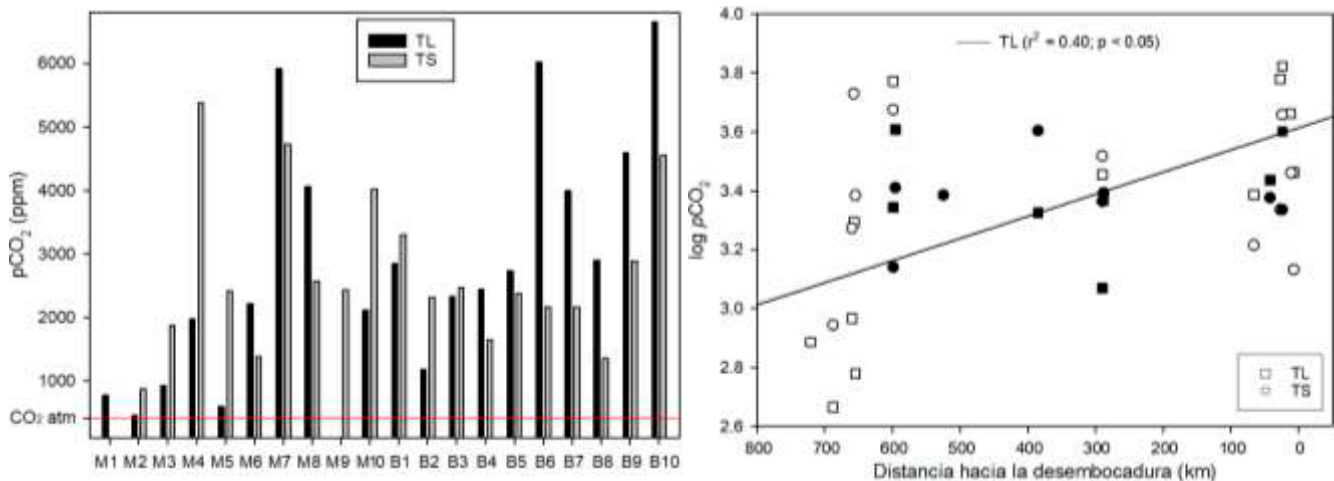 TL
TS
6000
5000
4000
3000
2000
1000
CO₂ atm
pCO₂ (ppm)
M1 M2 M3 M4 M5 M6 M7 M8 M9 M10 B1 B2 B3 B4 B5 B6 B7 B8 B9 B10
TL (r² = 0.40; p < 0.05)
4.0
3.8
3.6
3.4
3.2
3.0
2.8
2.6
log pCO₂
TL
TS
800 700 600 500 400 300 200 100 0
Distancia hacia la desembocadura (km)